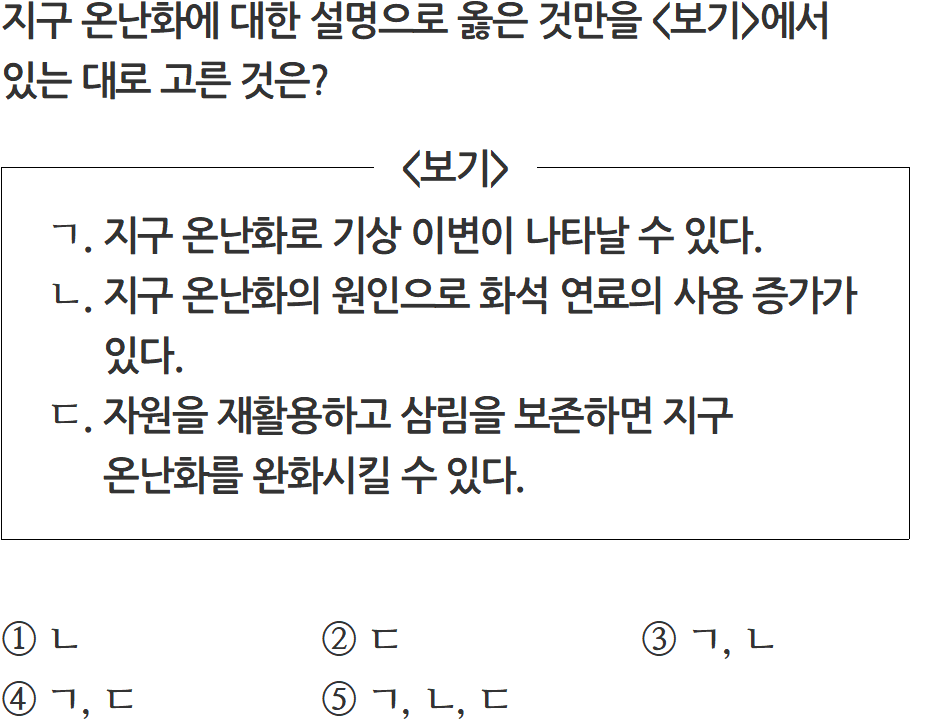 지구 온난화에 대한 설명으로 옳은 것만을 <보기>에서
있는 대로 고른 것은?
<보기>
ㄱ. 지구 온난화로 기상 이변이 나타날 수 있다.
ㄴ. 지구 온난화의 원인으로 화석 연료의 사용 증가가
있다.
ㄷ. 자원을 재활용하고 삼림을 보존하면 지구
온난화를 완화시킬 수 있다.
① ㄴ ② ㄷ ③ ㄱ, ㄴ
④ ㄱ, ㄷ ⑤ ㄱ, ㄴ, ㄷ